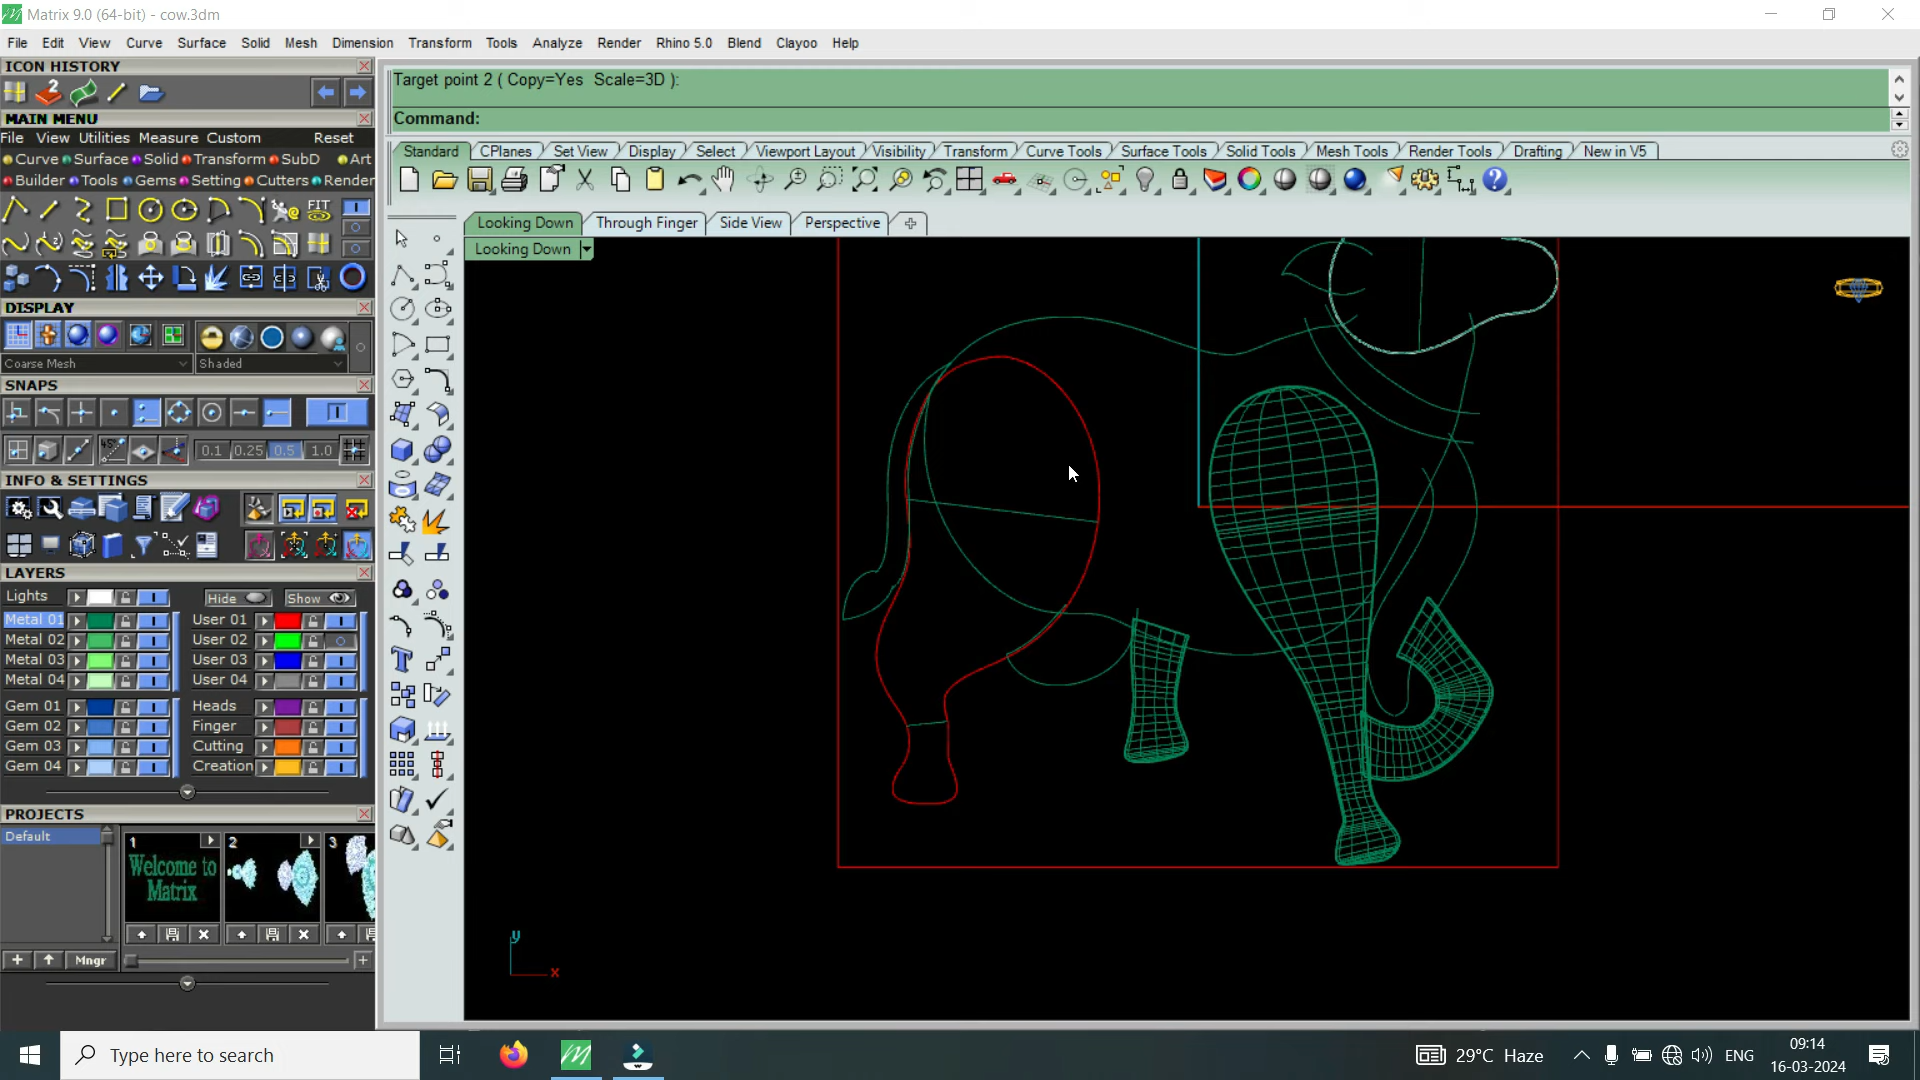 Matrix 9.0 (64-bit) - cow.3dm
File Edit View Curve Surface Solid Mesh Dimension Transform Tools Analyze Render Rhino 5.0 Blend Clayoo Help
ICON HISTORY
MAIN MENU
File View Utilities Measure Custom Reset
Curve Surface Solid Transform SubD Art
Builder Tools Gems Setting Cutters Render
FIT
DISPLAY
Coarse Mesh Shaded
SNAPS
0.1 0.25 0.5 1.0
INFO & SETTINGS
LAYERS
Lights Hide Show
Metal 01 User 01
Metal 02 User 02
Metal 03 User 03
Metal 04 User 04
Gem 01 Heads
Gem 02 Finger
Gem 03 Cutting
Gem 04 Creation
PROJECTS
Default
1 2 3
Welcome to Matrix
Mngr
Target point 2 ( Copy=Yes Scale=3D ):
Command:
Standard CPlanes Set View Display Select Viewport Layout Visibility Transform Curve Tools Surface Tools Solid Tools Mesh Tools Render Tools Drafting New in V5
Looking Down Through Finger Side View Perspective
Looking Down
y
x
Type here to search
29°C Haze
ENG
09:14
16-03-2024